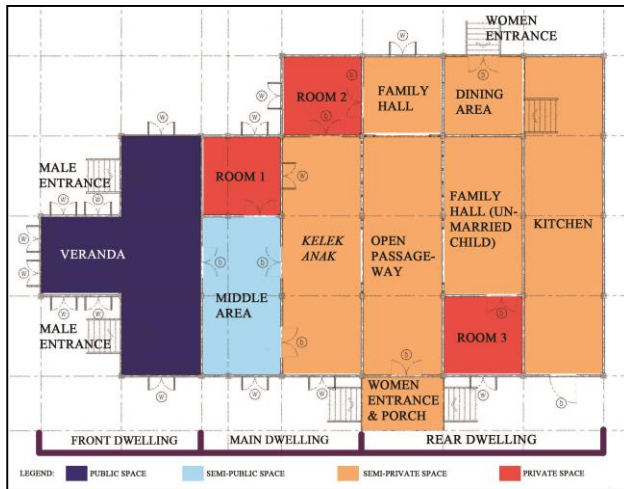 WOMEN
ENTRANCE
w
b
ROOM 2
b
w
b
FAMILY
HALL
DINING
AREA
w
MALE
ENTRANCE
w
w
ROOM 1
w
w
VERANDA
w
b
b
KELEK
ANAK
OPEN
PASSAGE-
WAY
FAMILY
HALL (UN-
MARRIED
CHILD)
KITCHEN
w
MIDDLE
AREA
w
w
MALE
ENTRANCE
b
b
ROOM 3
b
w
w
w
WOMEN
ENTRANCE
& PORCH
w
b
FRONT DWELLING
MAIN DWELLING
REAR DWELLING
LEGEND:
PUBLIC SPACE
SEMI-PUBLIC SPACE
SEMI-PRIVATE SPACE
PRIVATE SPACE